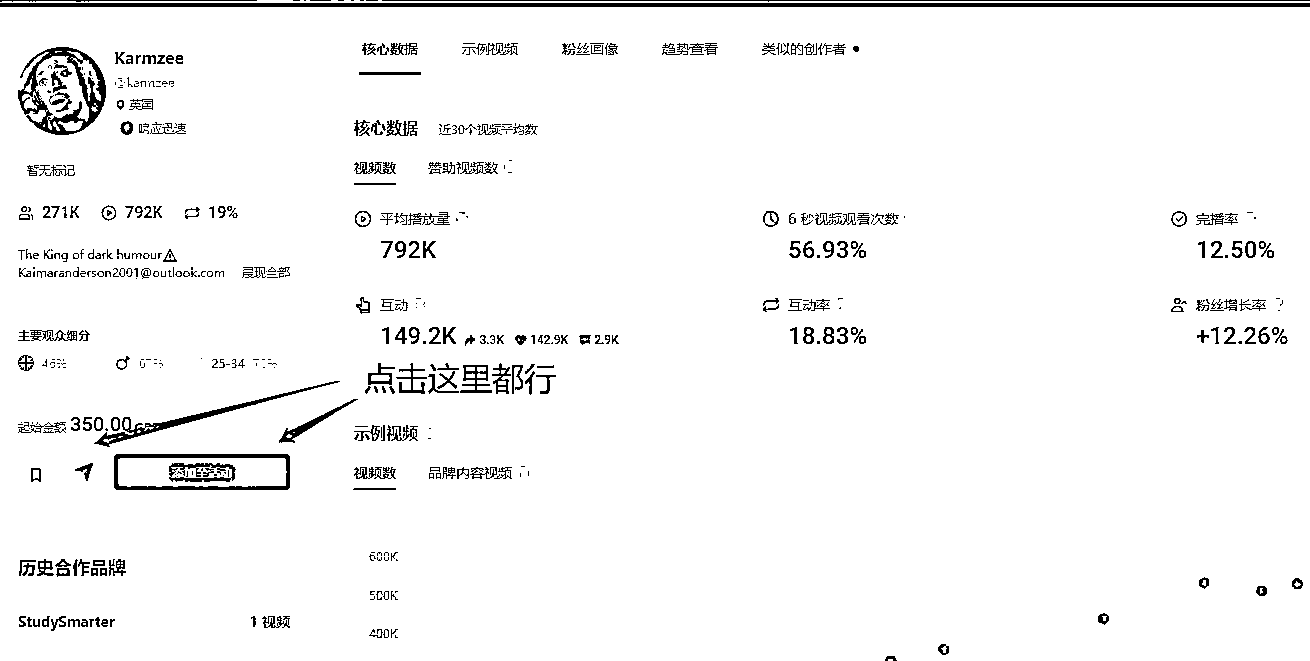 Karmzee
@karmzee
英国
响应迅速
暂无标记
271K 792K 19%
The King of dark humour⚠
Kaimaranderson2001@outlook.com 展现全部
主要观众细分
46%
25-34
起始金额 350.00
添加至活动
历史合作品牌
StudySmarter 1 视频
核心数据 示例视频 粉丝画像 趋势查看 类似的创作者
核心数据 近30个视频平均数
视频数 赞助视频数
平均播放量 6 秒视频观看次数 完播率
792K 56.93% 12.50%
互动 互动率 粉丝增长率
149.2K 3.3K 142.9K 2.9K 18.83% +12.26%
点击这里都行
示例视频
视频数 品牌内容视频
600K
500K
400K